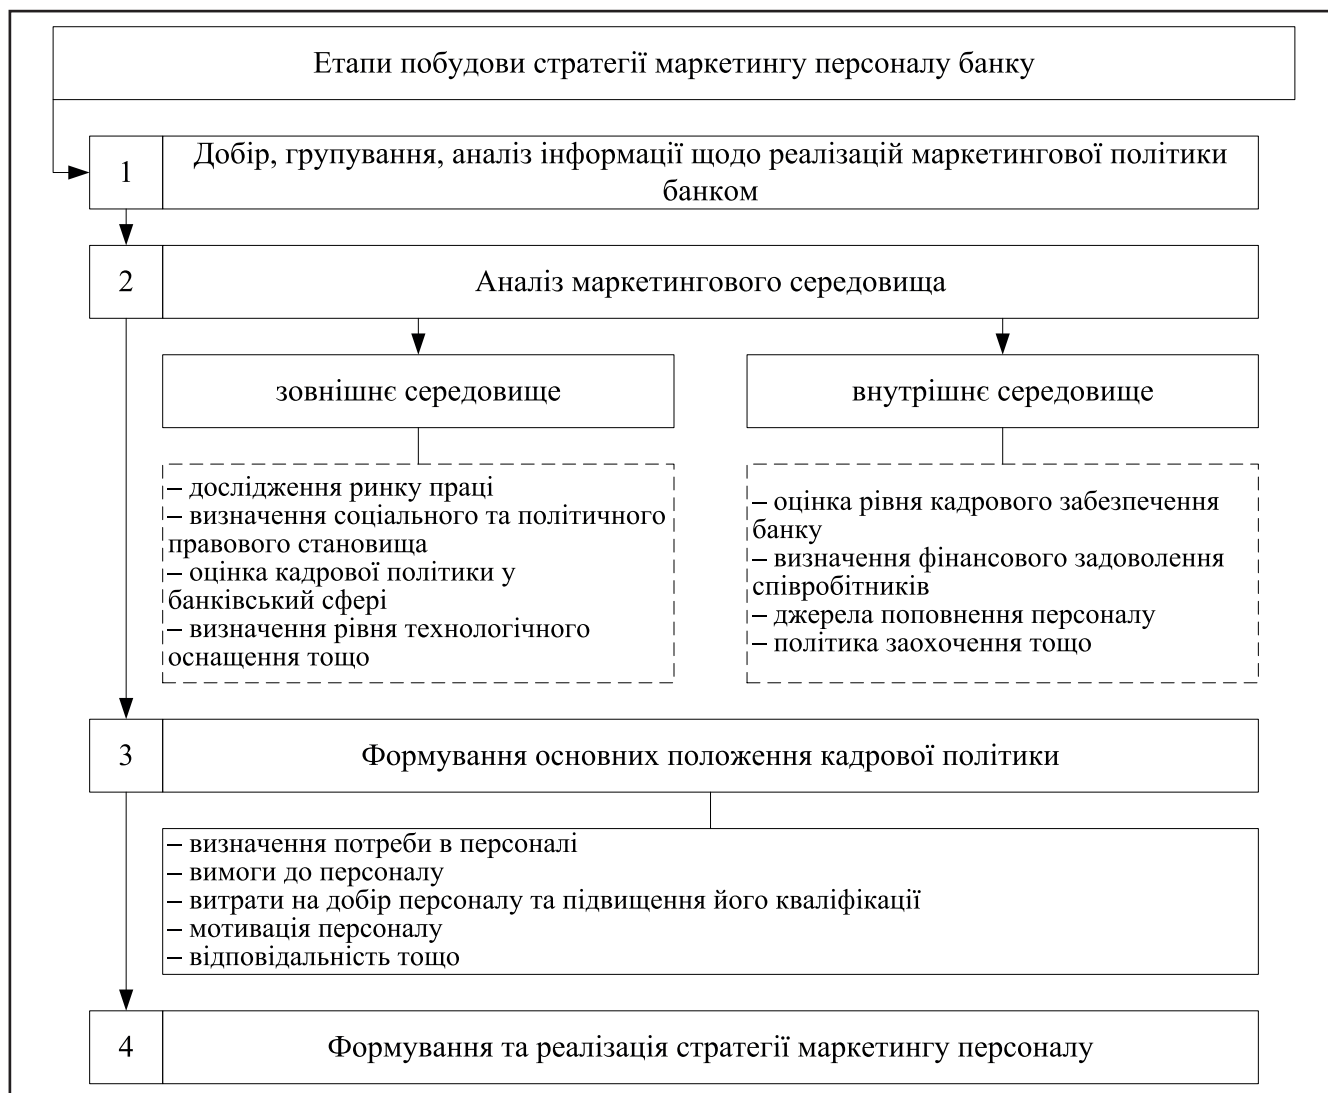 Етапи побудови стратегії маркетингу персоналу банку
1
Добір, групування, аналіз інформації щодо реалізацій маркетингової політики
банком
2
Аналіз маркетингового середовища
зовнішнє середовище
внутрішнє середовище
– дослідження ринку праці
– визначення соціального та політичного
правового становища
– оцінка кадрової політики у
банківський сфері
– визначення рівня технологічного
оснащення тощо
– оцінка рівня кадрового забезпечення
банку
– визначення фінансового задоволення
співробітників
– джерела поповнення персоналу
– політика заохочення тощо
3
Формування основних положення кадрової політики
– визначення потреби в персоналі
– вимоги до персоналу
– витрати на добір персоналу та підвищення його кваліфікації
– мотивація персоналу
– відповідальність тощо
4
Формування та реалізація стратегії маркетингу персоналу